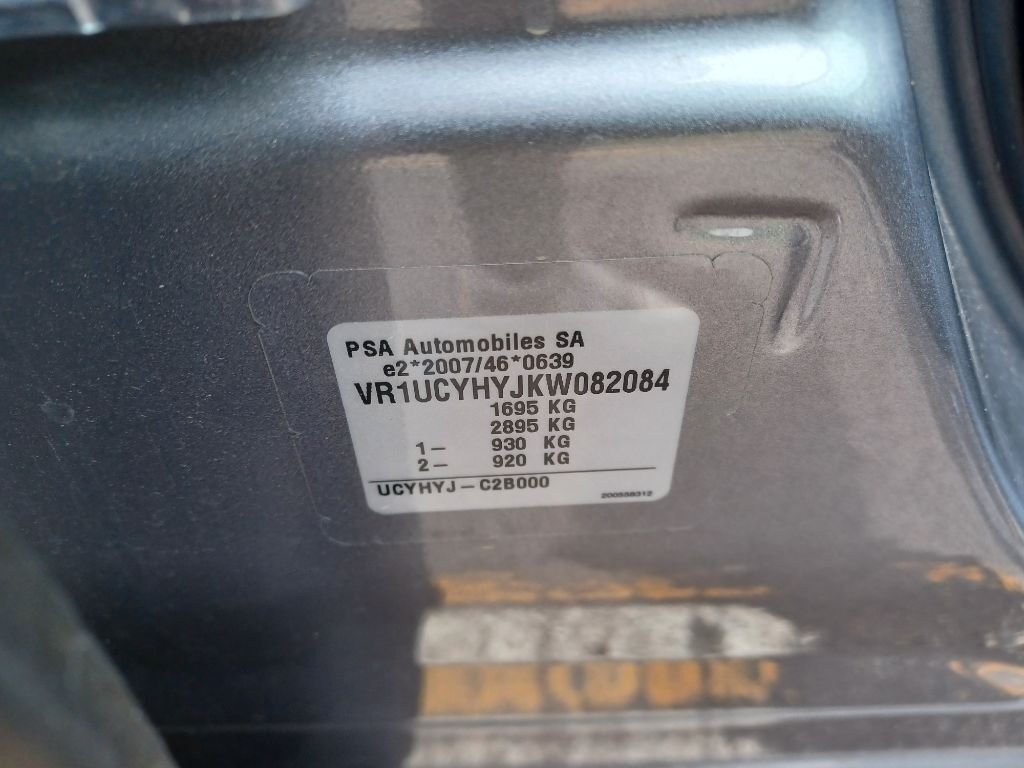 PSA Automobiles SA
e2*2007/46*0639
VR1UCYHYJKW082084
1695 KG
2895 KG
1– 930 KG
2– 920 KG
UCYHYJ–C2B000
200558312